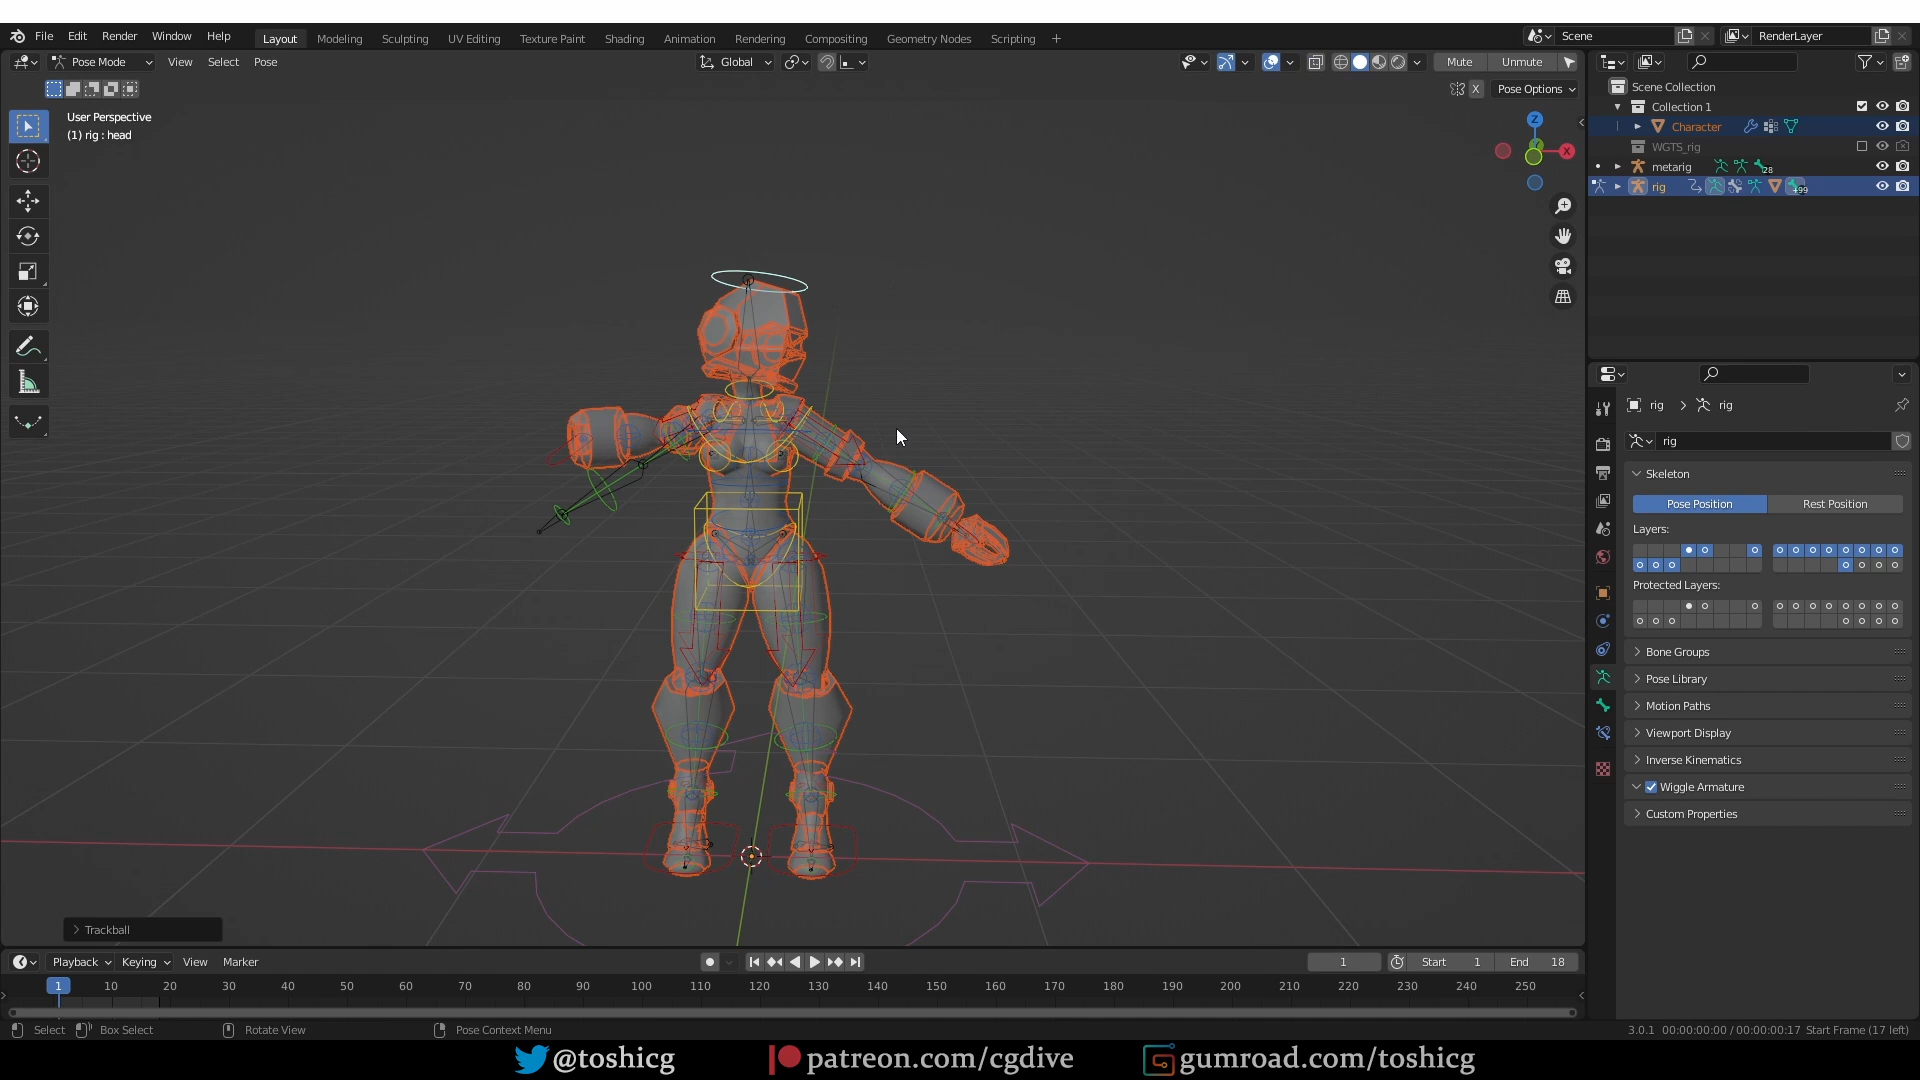 File Edit Render Window Help Layout Modeling Sculpting UV Editing Texture Paint Shading Animation Rendering Compositing Geometry Nodes Scripting + Scene RenderLayer
Pose Mode View Select Pose Global Mute Unmute
X Pose Options
User Perspective
(1) rig : head
Z
X
Scene Collection
Collection 1
Character
WGTS_rig
metarig 28
rig +99
rig > rig
rig
Skeleton
Pose Position Rest Position
Layers:
Protected Layers:
Bone Groups
Pose Library
Motion Paths
Viewport Display
Inverse Kinematics
Wiggle Armature
Custom Properties
Trackball
Playback Keying View Marker 1 Start 1 End 18
1 10 20 30 40 50 60 70 80 90 100 110 120 130 140 150 160 170 180 190 200 210 220 230 240 250
Select Box Select Rotate View Pose Context Menu 3.0.1 00:00:00:00 / 00:00:00:17 Start Frame (17 left)
@toshicg patreon.com/cgdive gumroad.com/toshicg